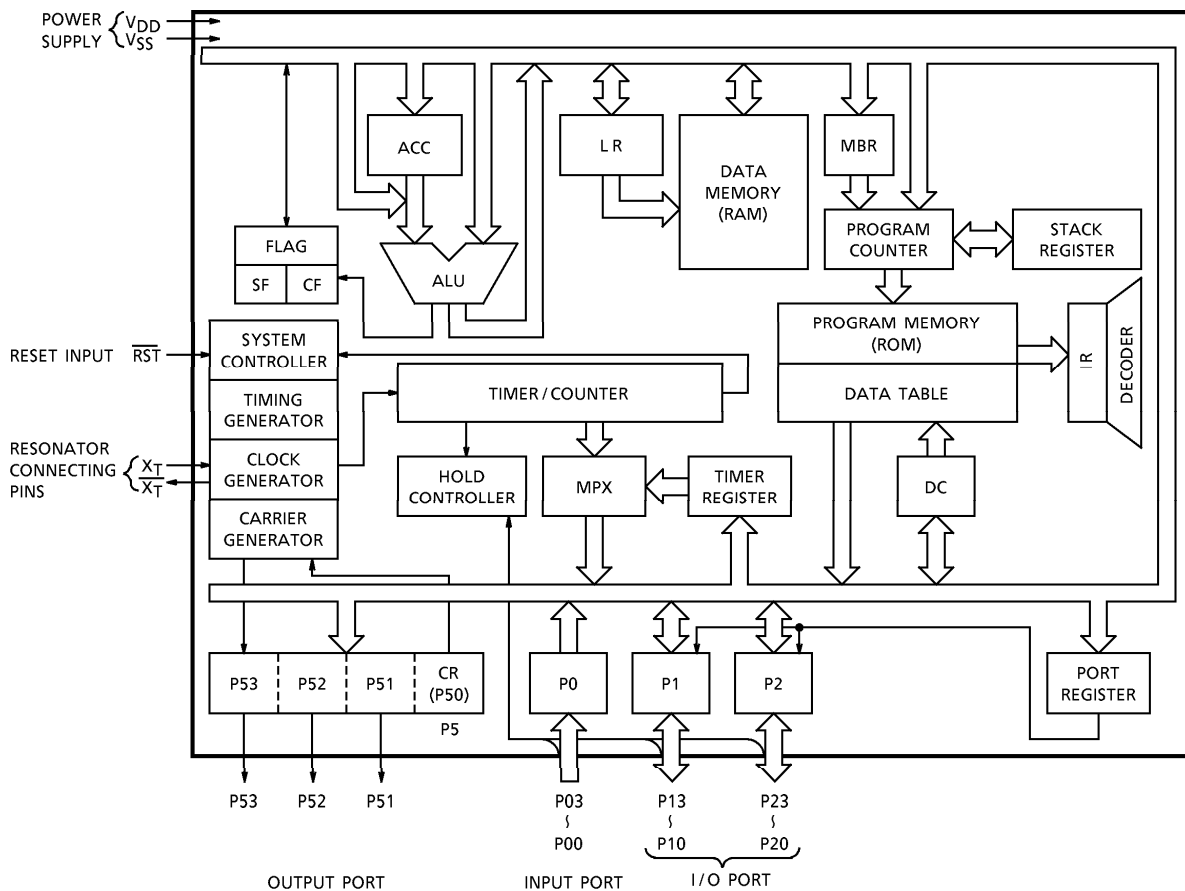 POWER
SUPPLY
VDD
VSS
ACC
LR
DATA
MEMORY
(RAM)
MBR
FLAG
SF CF
ALU
PROGRAM
COUNTER
STACK
REGISTER
RESET INPUT R̅S̅T̅
SYSTEM
CONTROLLER
TIMING
GENERATOR
CLOCK
GENERATOR
CARRIER
GENERATOR
RESONATOR
CONNECTING
PINS
XT
X̅T̅
TIMER / COUNTER
PROGRAM MEMORY
(ROM)
DATA TABLE
IR
DECODER
HOLD
CONTROLLER
MPX
TIMER
REGISTER
DC
P53 P52 P51 CR
(P50)
P5
P0
P1
P2
PORT
REGISTER
P53 P52 P51
P03
~
P00
P13
~
P10
P23
~
P20
OUTPUT PORT
INPUT PORT
I/O PORT